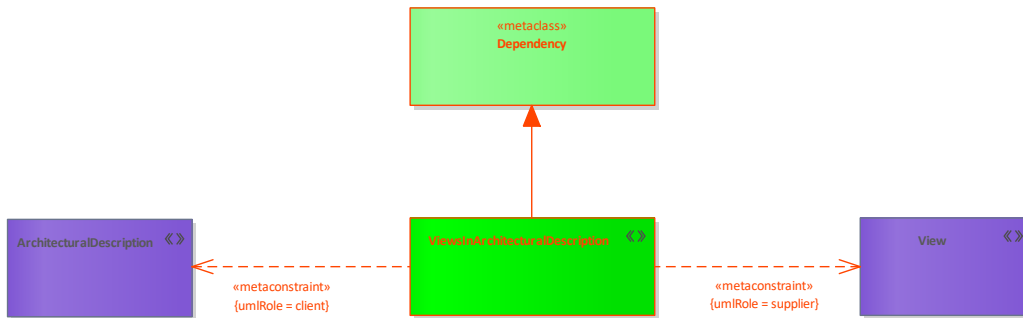 «metaclass»
Dependency
ArchitecturalDescription «»
ViewsInArchitecturalDescription «»
View «»
«metaconstraint»
{umlRole = client}
«metaconstraint»
{umlRole = supplier}